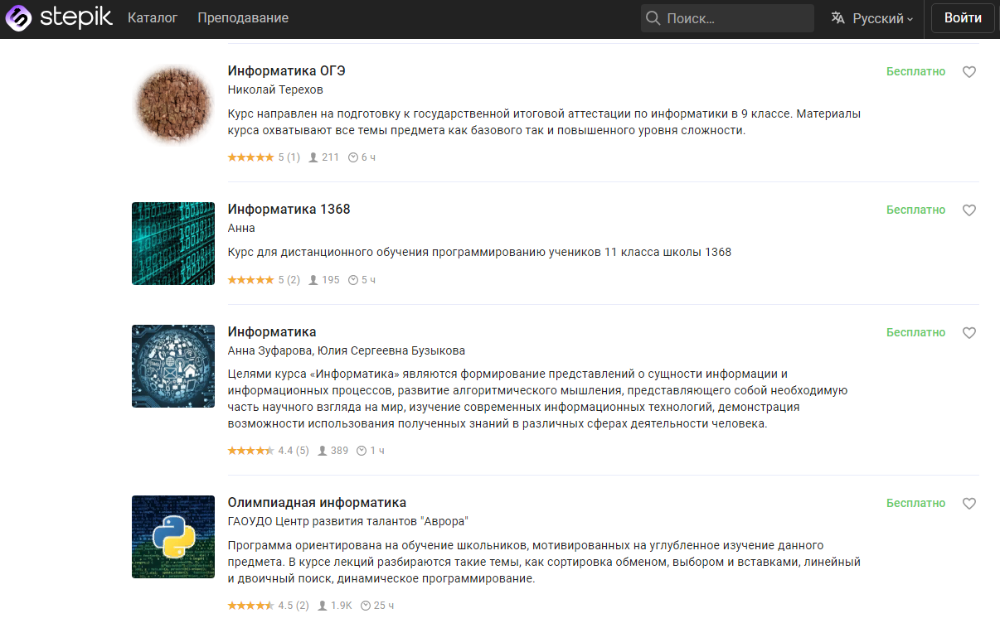 stepik Каталог Преподавание Поиск… Русский Войти
Информатика ОГЭ Бесплатно
Николай Терехов
Курс направлен на подготовку к государственной итоговой аттестации по информатики в 9 классе. Материалы
курса охватывают все темы предмета как базового так и повышенного уровня сложности.
5 (1) 211 6 ч
Информатика 1368 Бесплатно
Анна
Курс для дистанционного обучения программированию учеников 11 класса школы 1368
5 (2) 195 5 ч
Информатика Бесплатно
Анна Зуфарова, Юлия Сергеевна Бузыкова
Целями курса «Информатика» являются формирование представлений о сущности информации и
информационных процессов, развитие алгоритмического мышления, представляющего собой необходимую
часть научного взгляда на мир, изучение современных информационных технологий, демонстрация
возможности использования полученных знаний в различных сферах деятельности человека.
4.4 (5) 389 1 ч
Олимпиадная информатика Бесплатно
ГАОУДО Центр развития талантов "Аврора"
Программа ориентирована на обучение школьников, мотивированных на углубленное изучение данного
предмета. В курсе лекций разбираются такие темы, как сортировка обменом, выбором и вставками, линейный
и двоичный поиск, динамическое программирование.
4.5 (2) 1.9K 25 ч